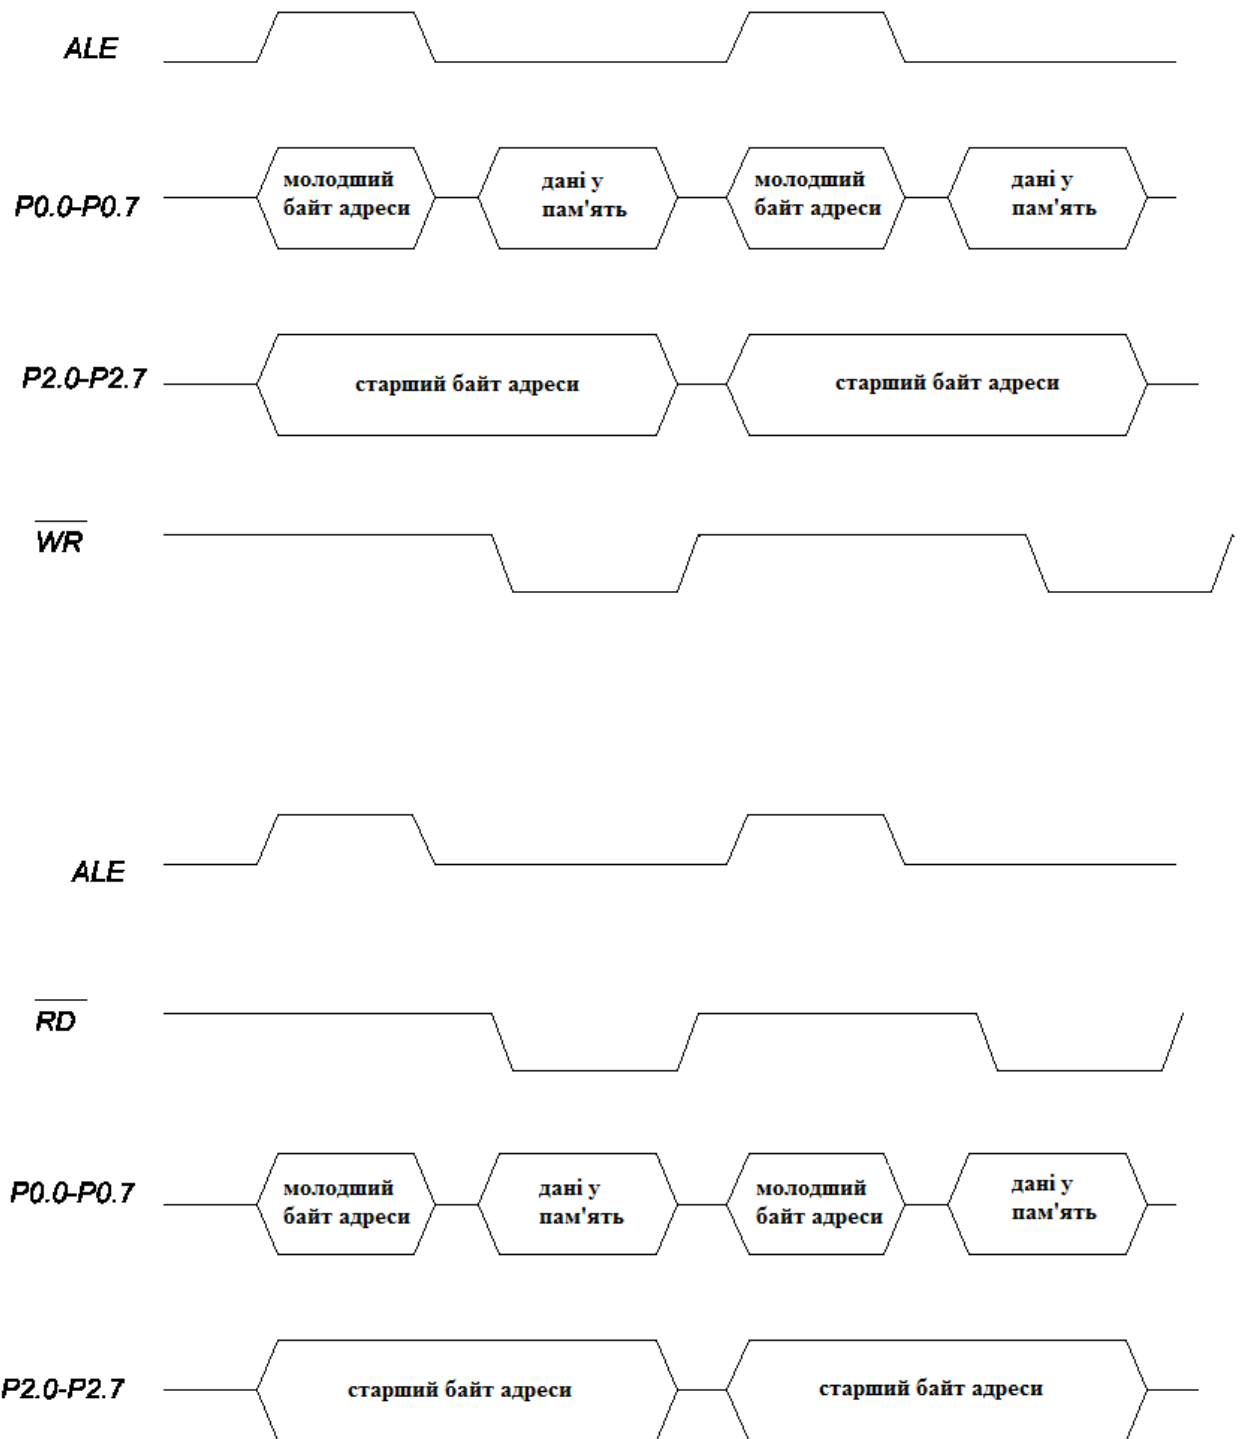 ALE
молодший
байт адреси
дані у
пам'ять
молодший
байт адреси
дані у
пам'ять
P0.0-P0.7
P2.0-P2.7
старший байт адреси
старший байт адреси
WR
ALE
RD
P0.0-P0.7
молодший
байт адреси
дані у
пам'ять
молодший
байт адреси
дані у
пам'ять
P2.0-P2.7
старший байт адреси
старший байт адреси